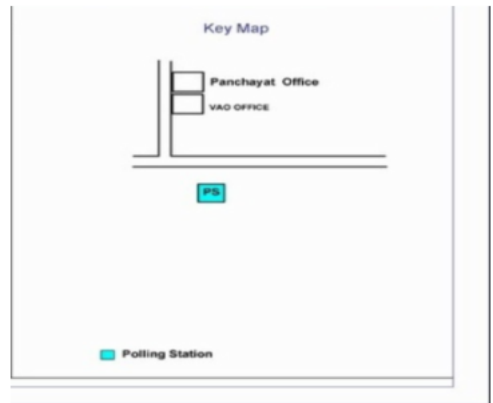 Key Map
Panchayat Office
VAO OFFICE
PS
Polling Station